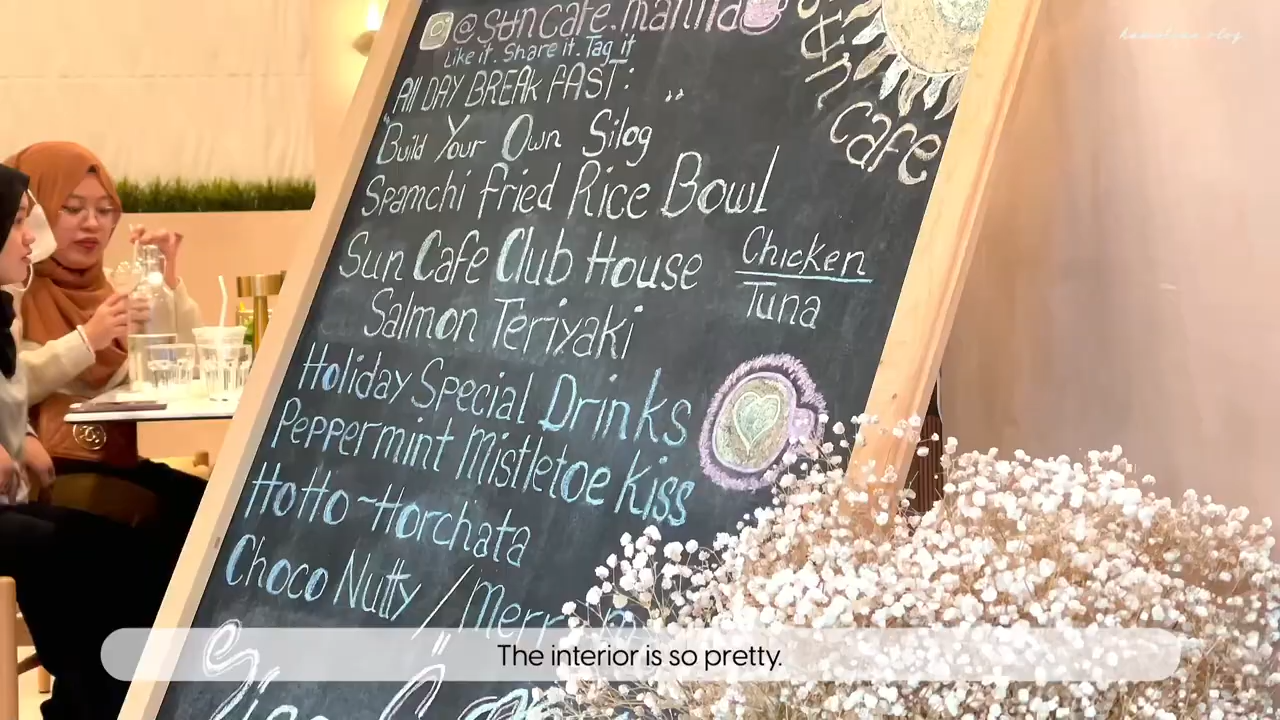 @suncafe.manila
Like it. Share it. Tag it
All DAY BREAKFAST:
Sun Cafe
"Build Your Own Silog
Spamchi Fried Rice Bowl
Sun Cafe Club House Chicken
Tuna
Salmon Teriyaki
Holiday Special Drinks
Peppermint Mistletoe Kiss
Hotto-Horchata
Choco Nutty /
The interior is so pretty.